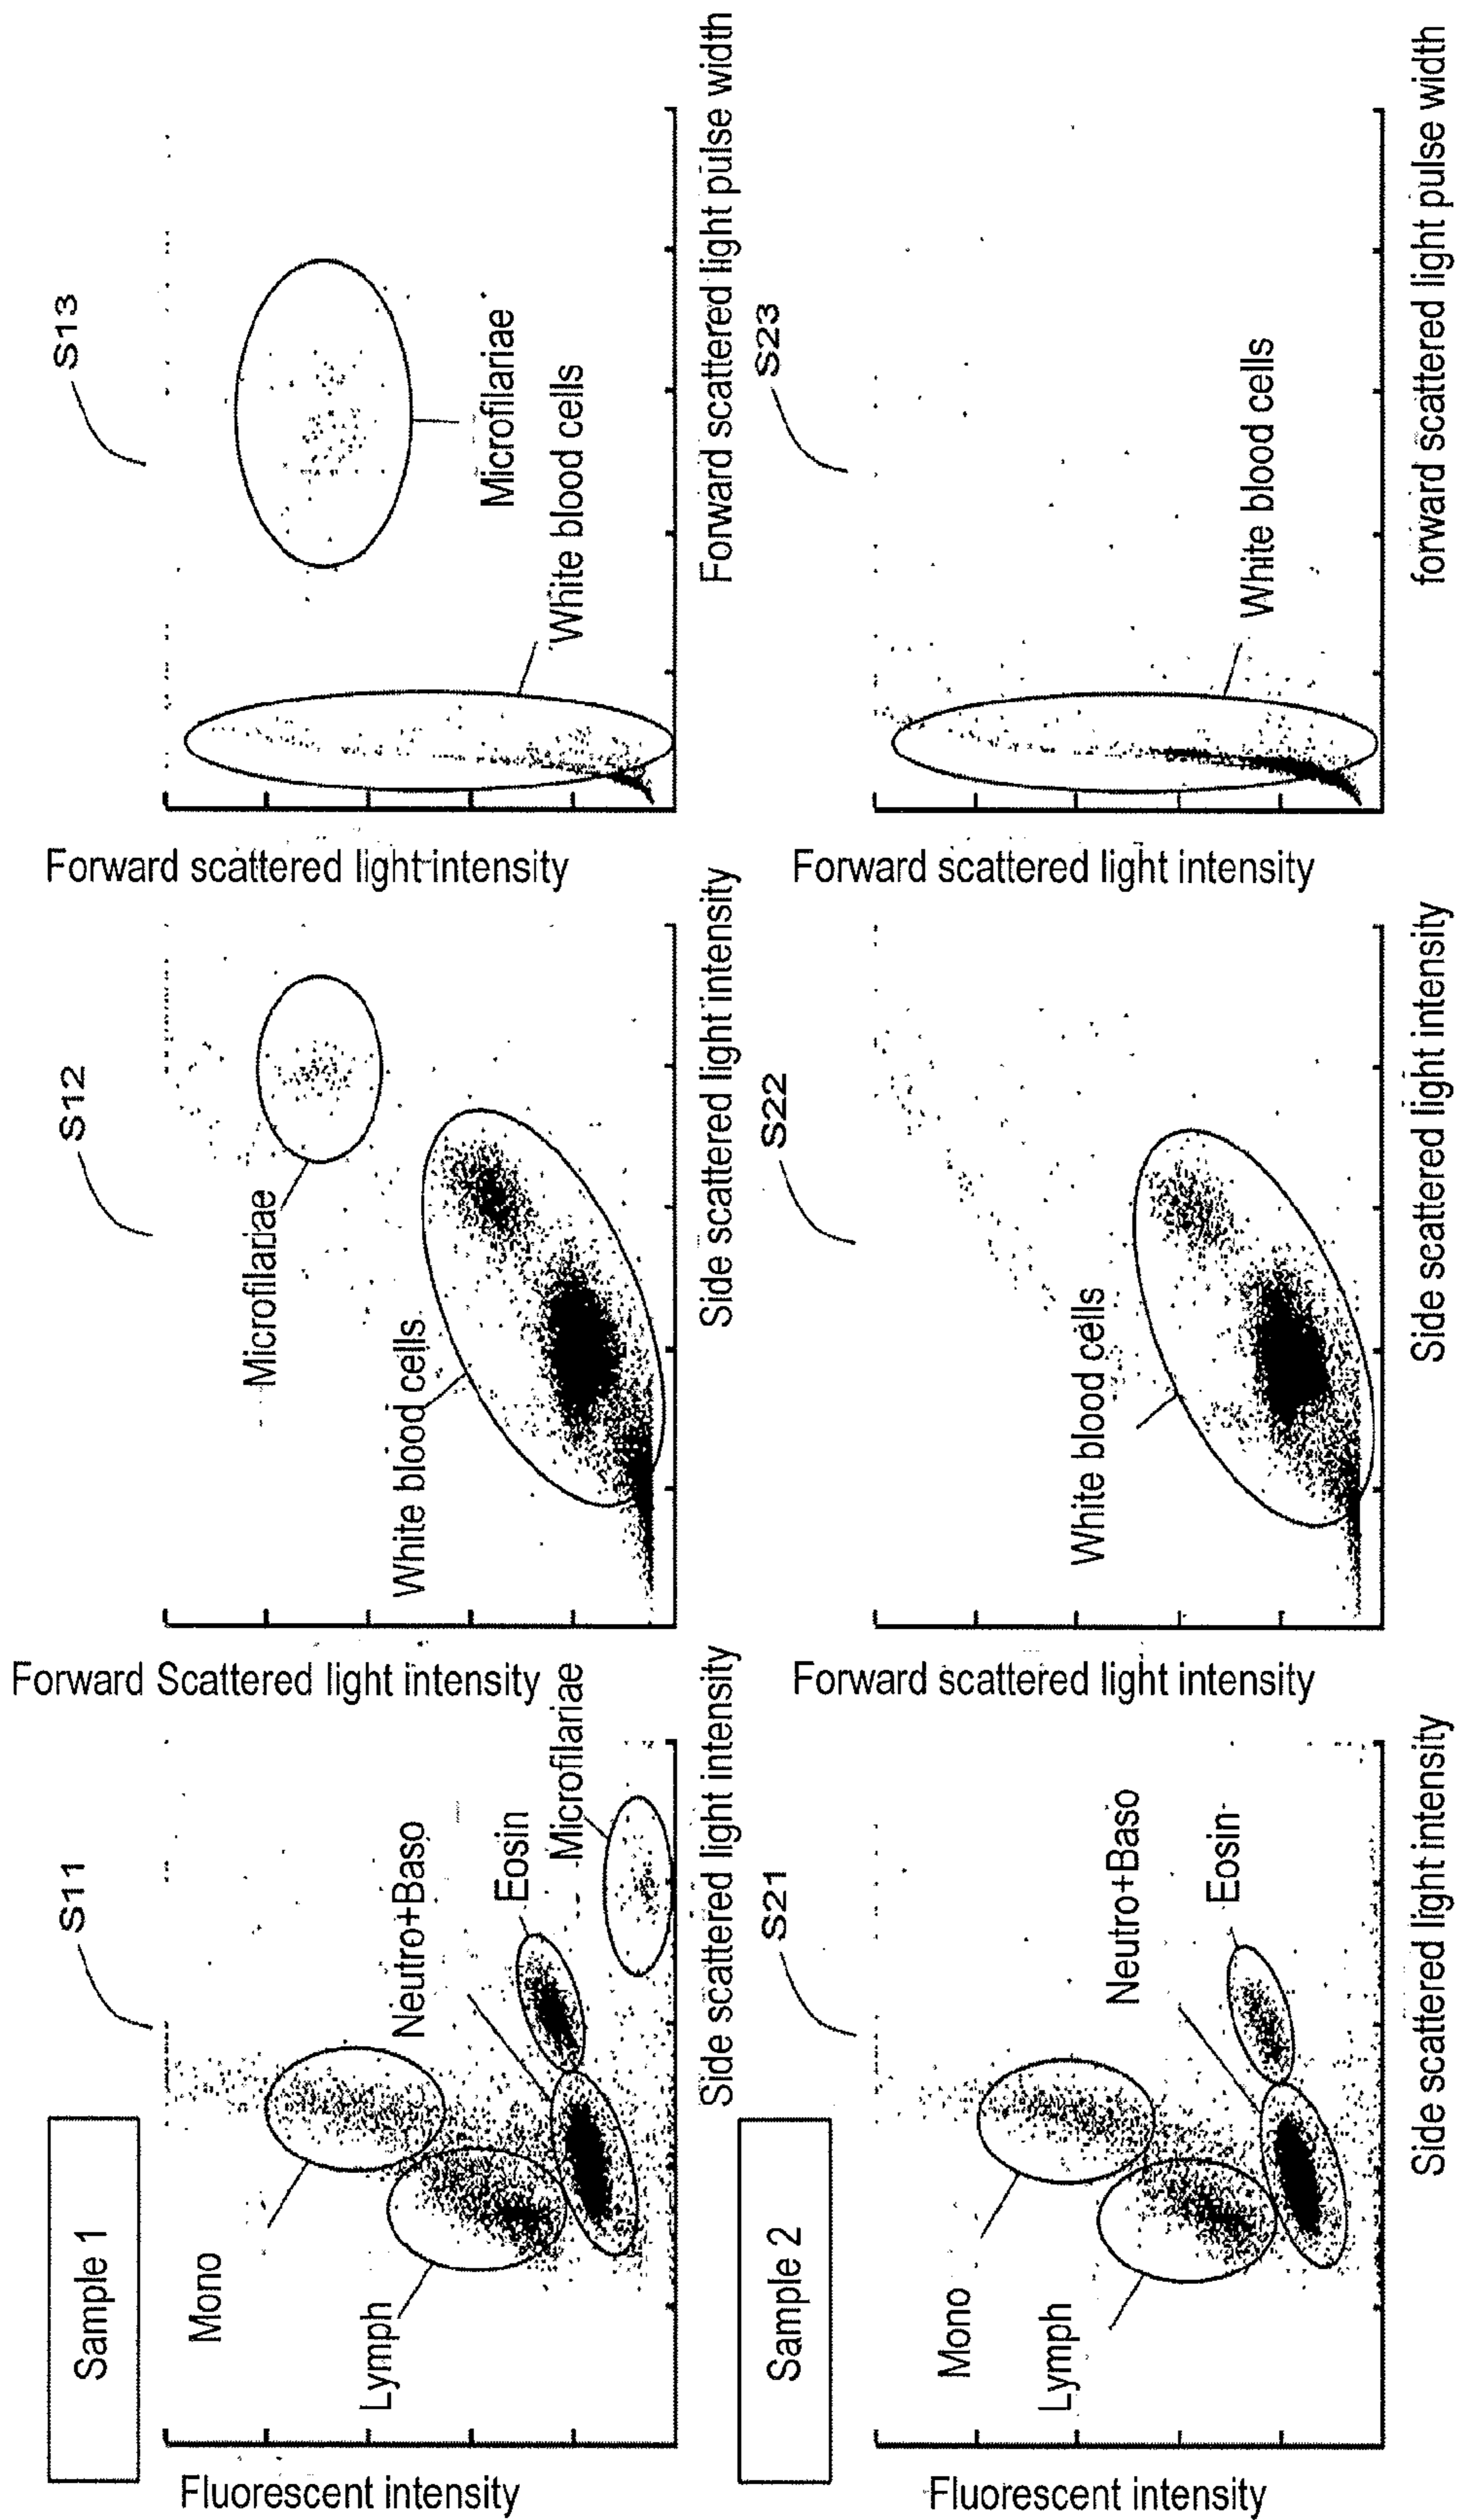 Sample 1
S11
Fluorescent intensity
Mono
Lymph
Neutro+Baso
Eosin
Microfilariae
Side scattered light intensity
S12
Forward Scattered light intensity
Microfilariae
White blood cells
Side scattered light intensity
S13
Forward scattered light intensity
Microfilariae
White blood cells
Forward scattered light pulse width
Sample 2
S21
Fluorescent intensity
Mono
Lymph
Neutro+Baso
Eosin
Side scattered light intensity
S22
Forward scattered light intensity
White blood cells
Side scattered light intensity
S23
Forward scattered light intensity
White blood cells
forward scattered light pulse width